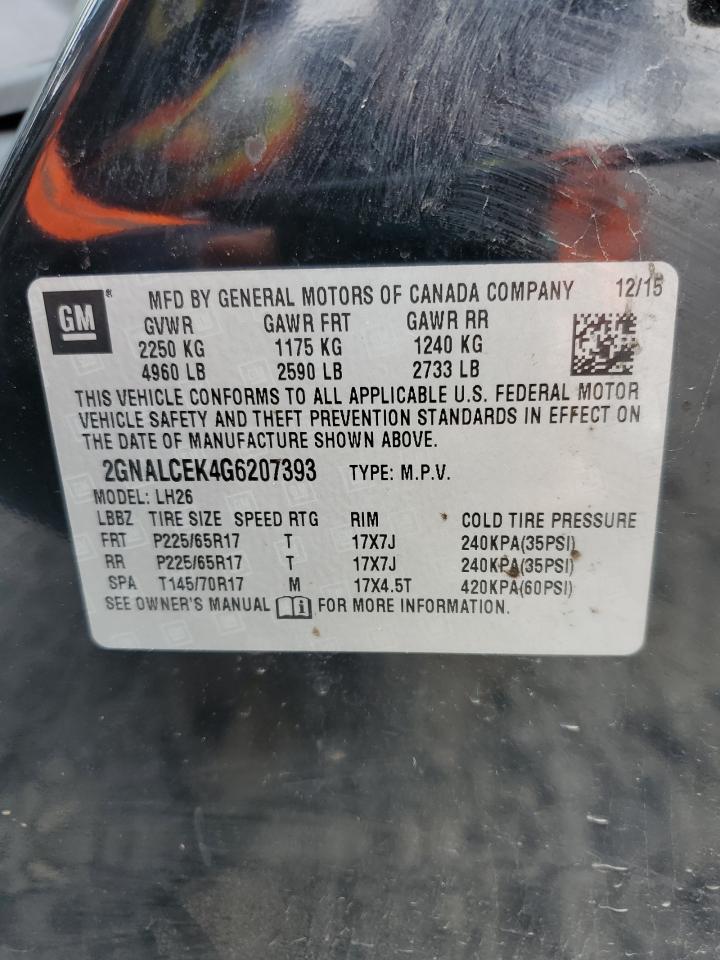 GM ® MFD BY GENERAL MOTORS OF CANADA COMPANY 12/15
GVWR GAWR FRT GAWR RR
2250 KG 1175 KG 1240 KG
4960 LB 2590 LB 2733 LB
THIS VEHICLE CONFORMS TO ALL APPLICABLE U.S. FEDERAL MOTOR
VEHICLE SAFETY AND THEFT PREVENTION STANDARDS IN EFFECT ON
THE DATE OF MANUFACTURE SHOWN ABOVE.
2GNALCEK4G6207393 TYPE: M.P.V.
MODEL: LH26
LBBZ TIRE SIZE SPEED RTG RIM COLD TIRE PRESSURE
FRT P225/65R17 T 17X7J 240KPA(35PSI)
RR P225/65R17 T 17X7J 240KPA(35PSI)
SPA T145/70R17 M 17X4.5T 420KPA(60PSI)
SEE OWNER'S MANUAL i FOR MORE INFORMATION.